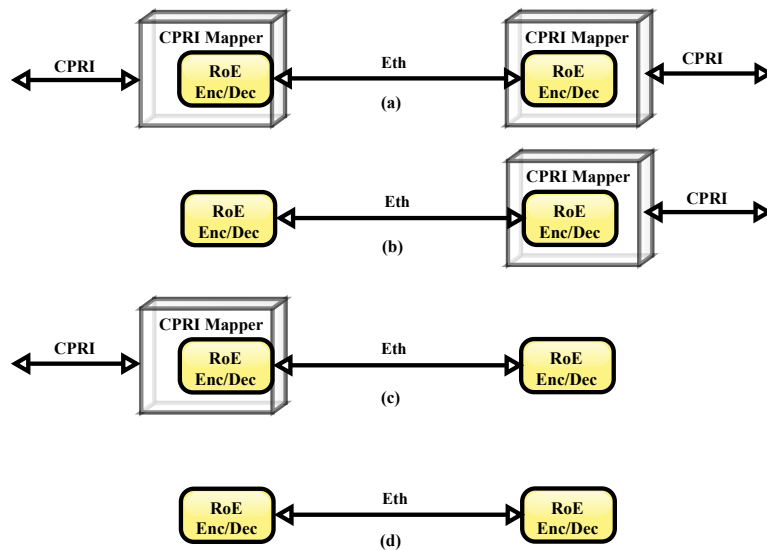 CPRI Mapper
CPRI Mapper
CPRI
RoE
Enc/Dec
Eth
RoE
Enc/Dec
CPRI
(a)
CPRI Mapper
RoE
Enc/Dec
Eth
RoE
Enc/Dec
CPRI
(b)
CPRI Mapper
CPRI
RoE
Enc/Dec
Eth
RoE
Enc/Dec
(c)
RoE
Enc/Dec
Eth
RoE
Enc/Dec
(d)